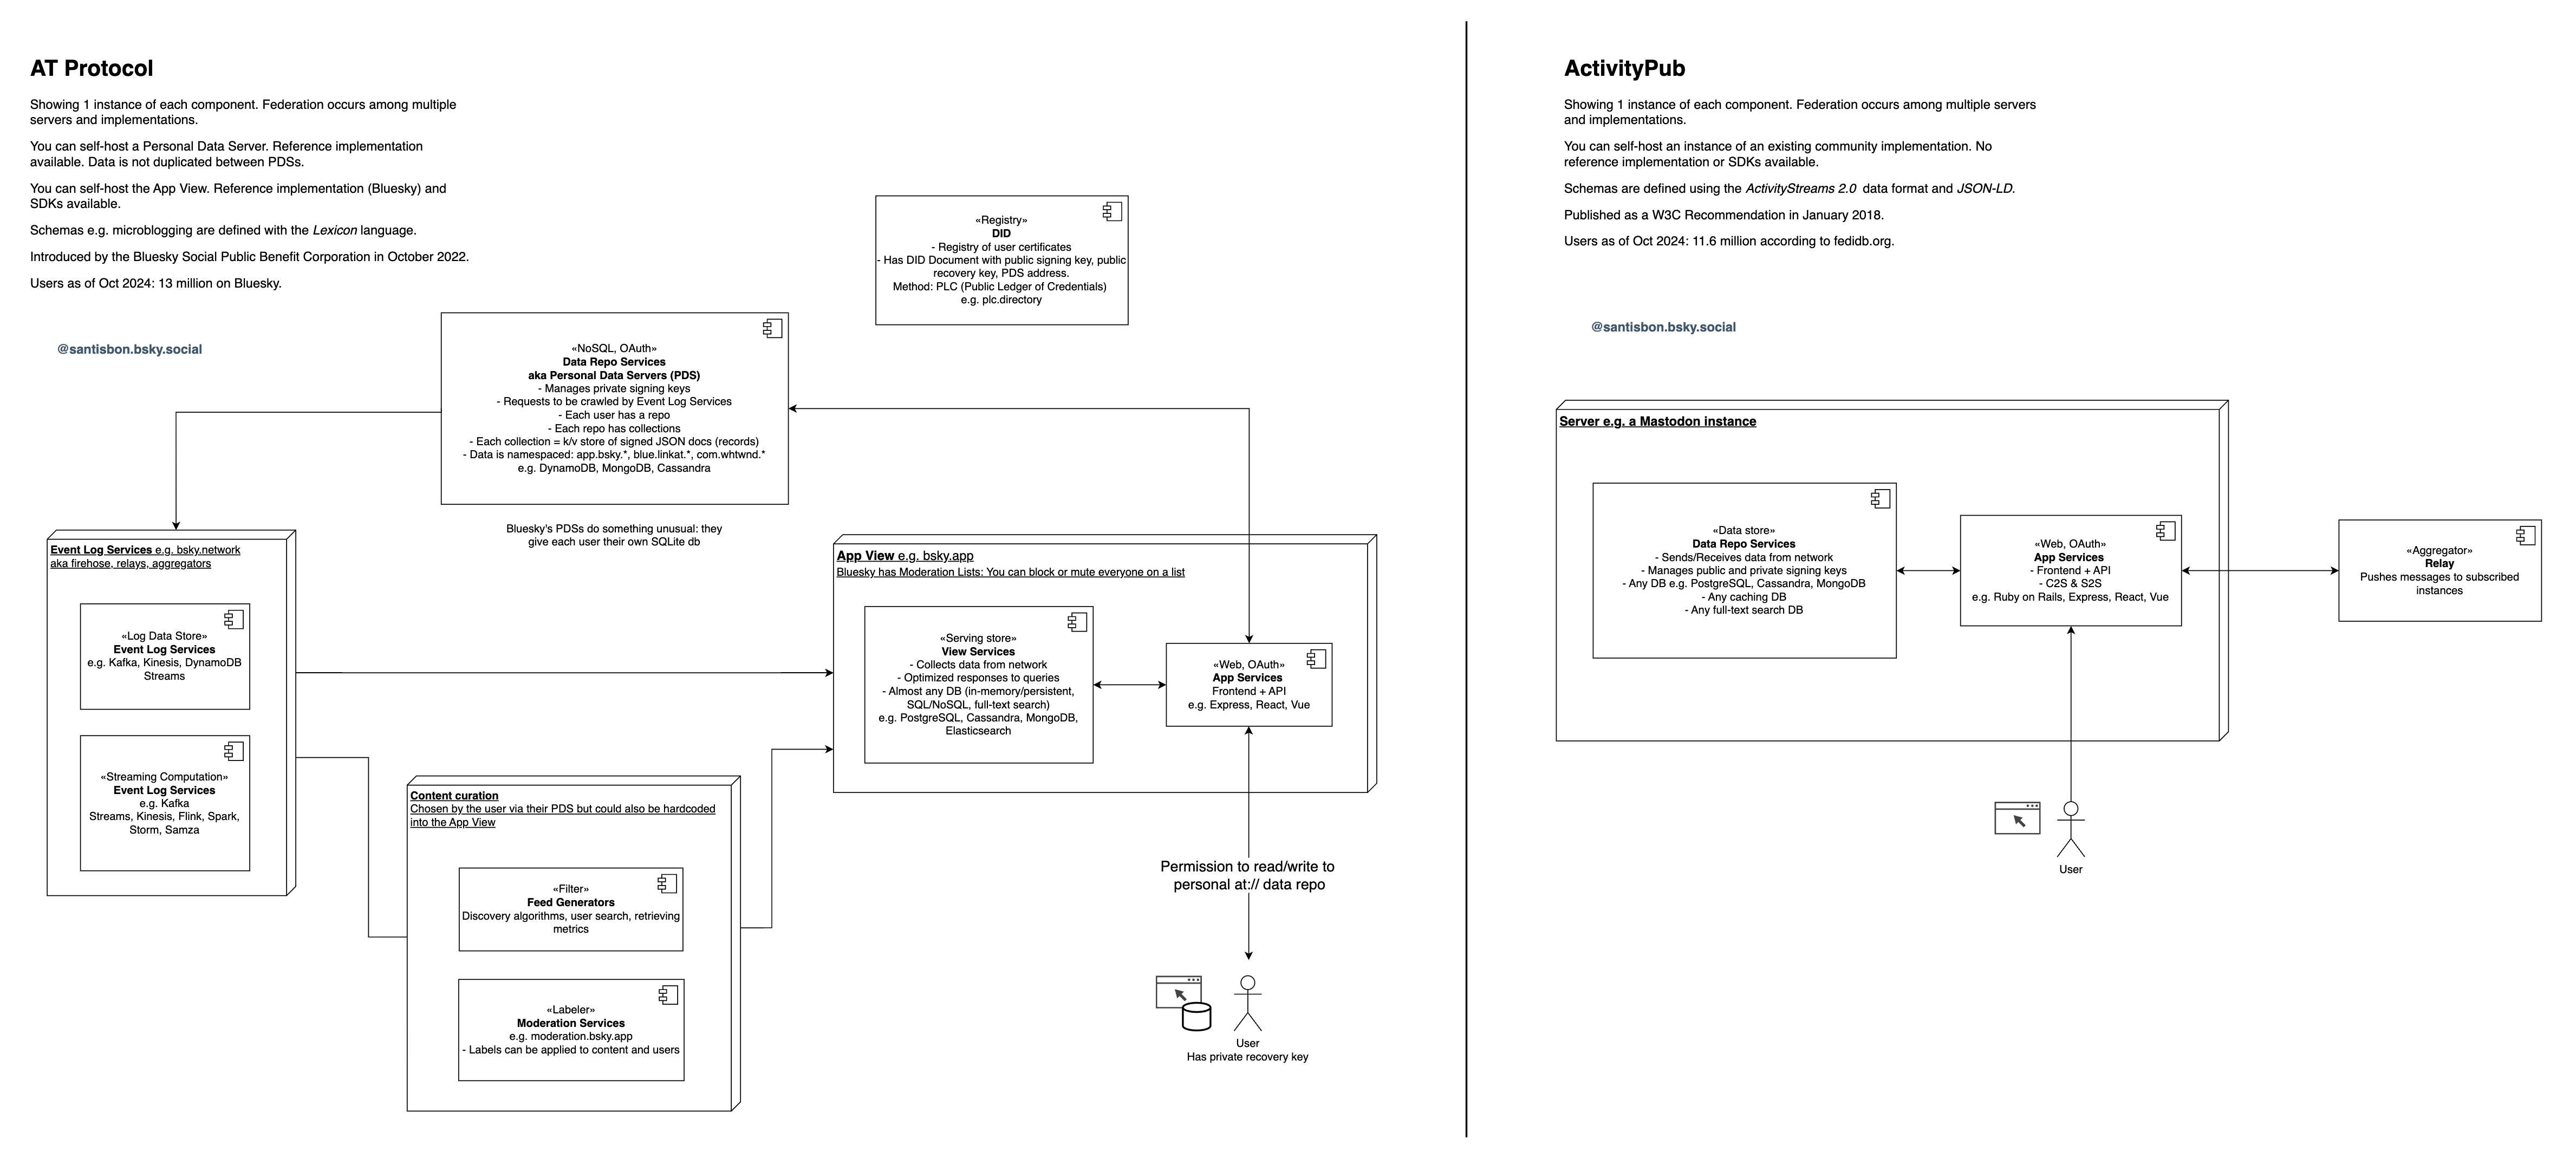 AT Protocol
Showing 1 instance of each component. Federation occurs among multiple
servers and implementations.
You can self-host a Personal Data Server. Reference implementation
available. Data is not duplicated between PDSs.
You can self-host the App View. Reference implementation (Bluesky) and
SDKs available.
Schemas e.g. microblogging are defined with the Lexicon language.
Introduced by the Bluesky Social Public Benefit Corporation in October 2022.
Users as of Oct 2024: 13 million on Bluesky.
@santisbon.bsky.social
«Registry»
DID
- Registry of user certificates
- Has DID Document with public signing key, public
recovery key, PDS address.
Method: PLC (Public Ledger of Credentials)
e.g. plc.directory
«NoSQL, OAuth»
Data Repo Services
aka Personal Data Servers (PDS)
- Manages private signing keys
- Requests to be crawled by Event Log Services
- Each user has a repo
- Each repo has collections
- Each collection = k/v store of signed JSON docs (records)
- Data is namespaced: app.bsky.*, blue.linkat.*, com.whtwnd.*
e.g. DynamoDB, MongoDB, Cassandra
Bluesky's PDSs do something unusual: they
give each user their own SQLite db
Event Log Services e.g. bsky.network
aka firehose, relays, aggregators
«Log Data Store»
Event Log Services
e.g. Kafka, Kinesis, DynamoDB
Streams
«Streaming Computation»
Event Log Services
e.g. Kafka
Streams, Kinesis, Flink, Spark,
Storm, Samza
Content curation
Chosen by the user via their PDS but could also be hardcoded
into the App View
«Filter»
Feed Generators
Discovery algorithms, user search, retrieving
metrics
«Labeler»
Moderation Services
e.g. moderation.bsky.app
- Labels can be applied to content and users
App View e.g. bsky.app
Bluesky has Moderation Lists: You can block or mute everyone on a list
«Serving store»
View Services
- Collects data from network
- Optimized responses to queries
- Almost any DB (in-memory/persistent,
SQL/NoSQL, full-text search)
e.g. PostgreSQL, Cassandra, MongoDB,
Elasticsearch
«Web, OAuth»
App Services
Frontend + API
e.g. Express, React, Vue
Permission to read/write to
personal at:// data repo
User
Has private recovery key
ActivityPub
Showing 1 instance of each component. Federation occurs among multiple servers
and implementations.
You can self-host an instance of an existing community implementation. No
reference implementation or SDKs available.
Schemas are defined using the ActivityStreams 2.0 data format and JSON-LD.
Published as a W3C Recommendation in January 2018.
Users as of Oct 2024: 11.6 million according to fedidb.org.
@santisbon.bsky.social
Server e.g. a Mastodon instance
«Data store»
Data Repo Services
- Sends/Receives data from network
- Manages public and private signing keys
- Any DB e.g. PostgreSQL, Cassandra, MongoDB
- Any caching DB
- Any full-text search DB
«Web, OAuth»
App Services
- Frontend + API
- C2S & S2S
e.g. Ruby on Rails, Express, React, Vue
«Aggregator»
Relay
Pushes messages to subscribed
instances
User